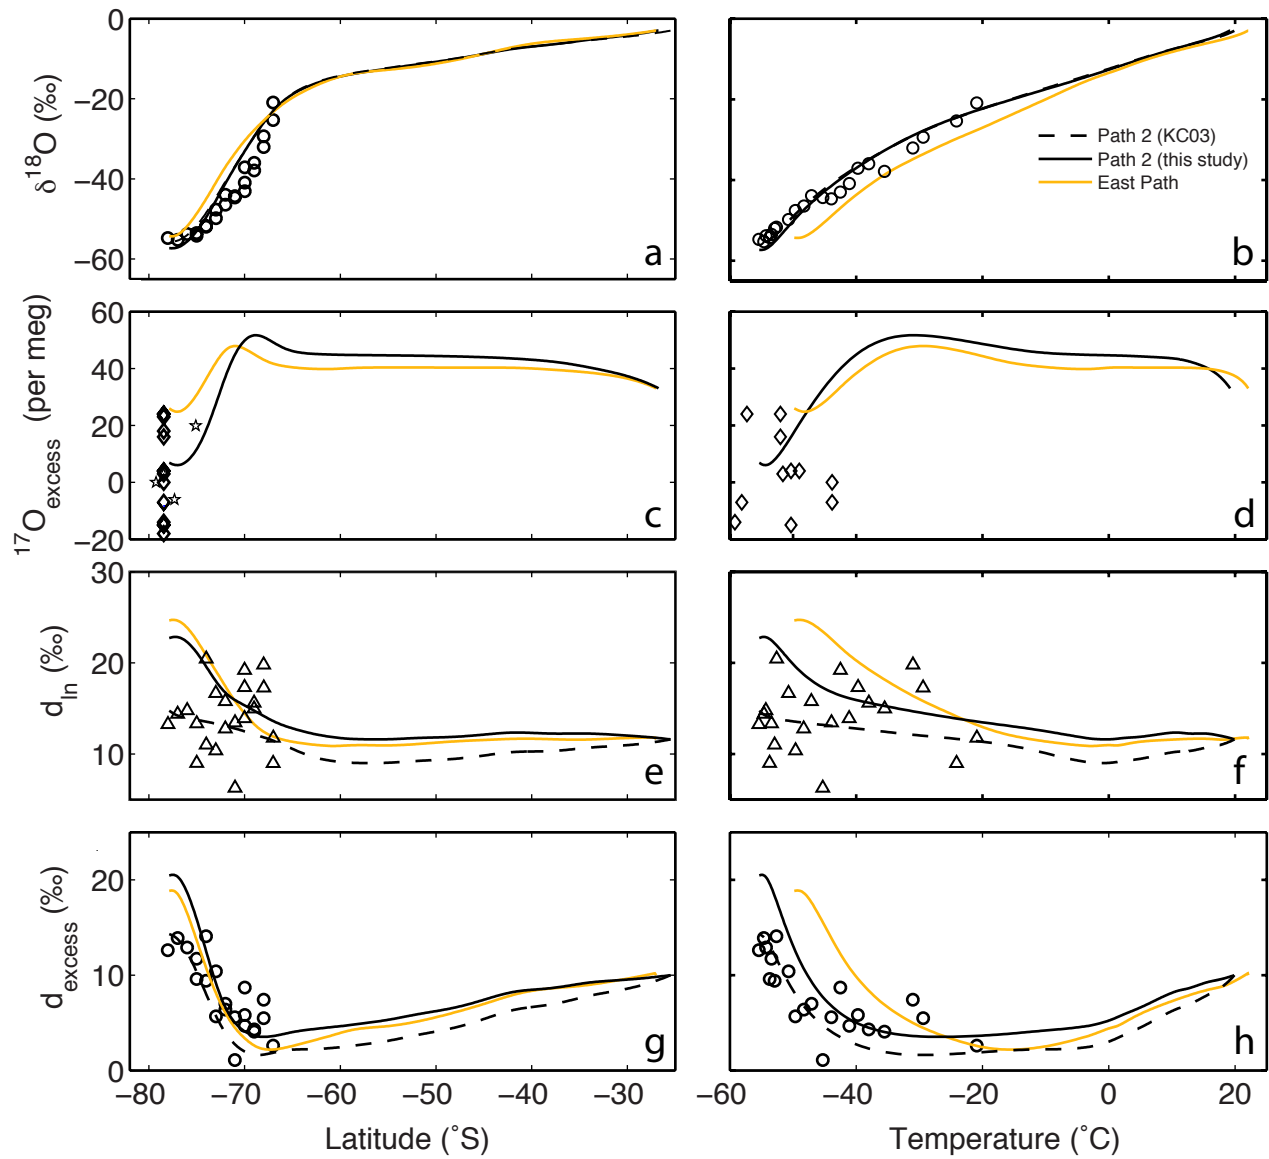 0
−20
−40
−60
δ18O (‰)
a
Path 2 (KC03)
Path 2 (this study)
East Path
b
60
40
20
0
−20
17Oexcess (per meg)
c
d
30
20
10
dln (‰)
e
f
20
10
0
dexcess (‰)
g
h
−80 −70 −60 −50 −40 −30
−60 −40 −20 0 20
Latitude (˚S)
Temperature (˚C)